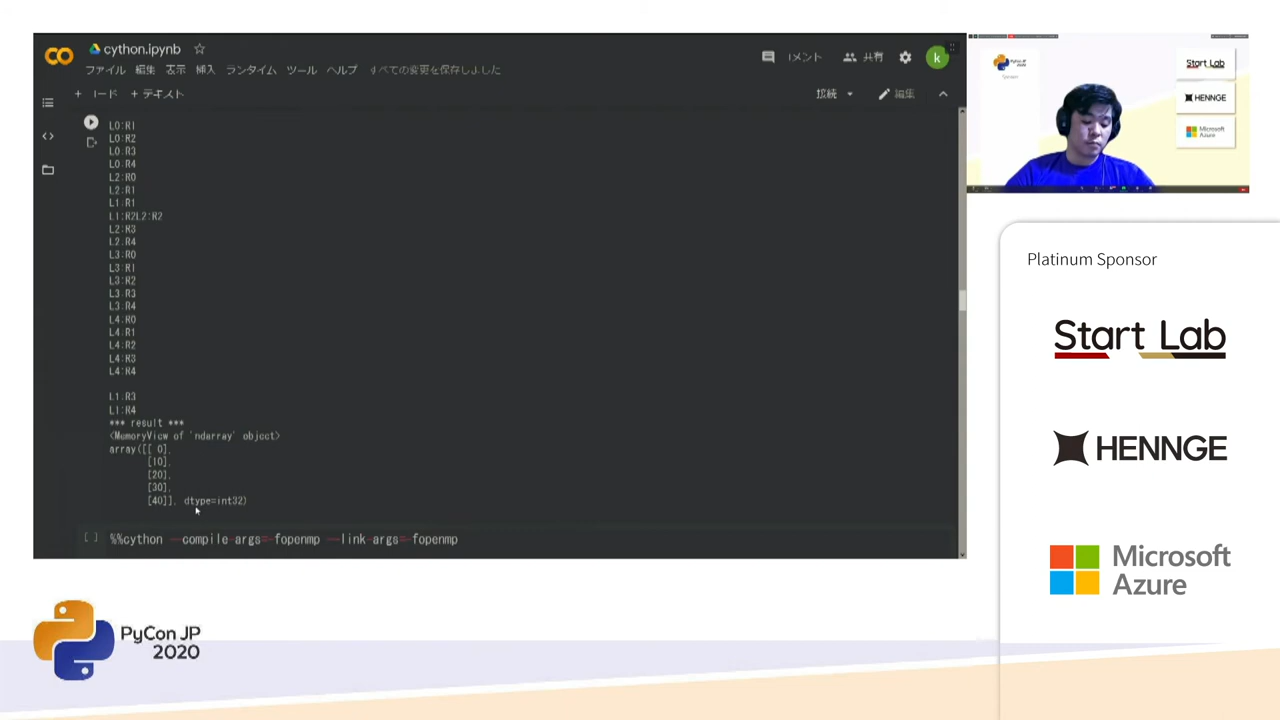 cython.ipynb
ファイル 編集 表示 挿入 ランタイム ツール ヘルプ すべての変更を保存しました
コメント 共有 k
+ コード + テキスト 接続 編集
L0:R1
L0:R2
L0:R3
L0:R4
L2:R0
L2:R1
L1:R1
L1:R2L2:R2
L2:R3
L2:R4
L3:R0
L3:R1
L3:R2
L3:R3
L3:R4
L4:R0
L4:R1
L4:R2
L4:R3
L4:R4
L1:R3
L1:R4
*** result ***
<MemoryView of 'ndarray' object>
array([[ 0],
[10],
[20],
[30],
[40]], dtype=int32)
[ ] %%cython --compile-args=-fopenmp --link-args=-fopenmp
PyCon JP
2020
Start Lab
HENNGE
Microsoft
Azure
Platinum Sponsor
Start Lab
HENNGE
Microsoft
Azure
PyCon JP
2020